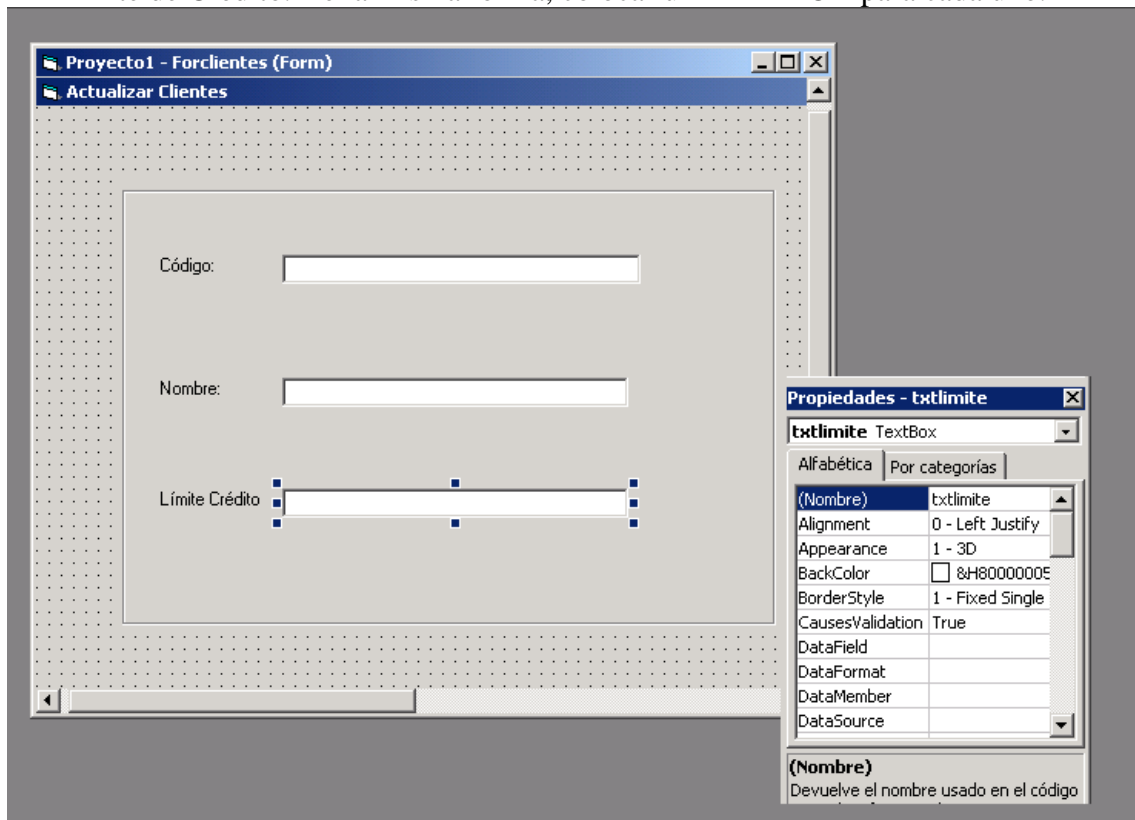 Proyecto1 - Forclientes (Form)
Actualizar Clientes
Código:
Nombre:
Límite Crédito
Propiedades - txtlimite
txtlimite TextBox
Alfabética Por categorías
(Nombre) txtlimite
Alignment 0 - Left Justify
Appearance 1 - 3D
BackColor &H80000005
BorderStyle 1 - Fixed Single
CausesValidation True
DataField
DataFormat
DataMember
DataSource
(Nombre)
Devuelve el nombre usado en el código